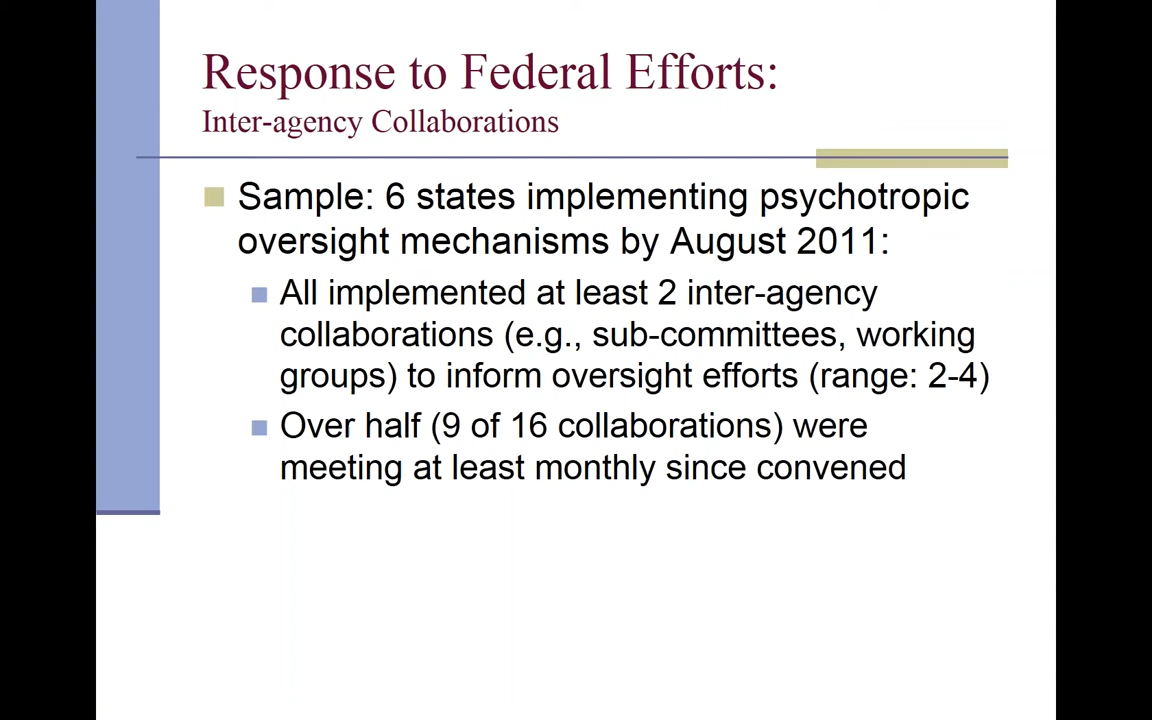 Response to Federal Efforts:
Inter-agency Collaborations
Sample: 6 states implementing psychotropic
oversight mechanisms by August 2011:
All implemented at least 2 inter-agency
collaborations (e.g., sub-committees, working
groups) to inform oversight efforts (range: 2-4)
Over half (9 of 16 collaborations) were
meeting at least monthly since convened